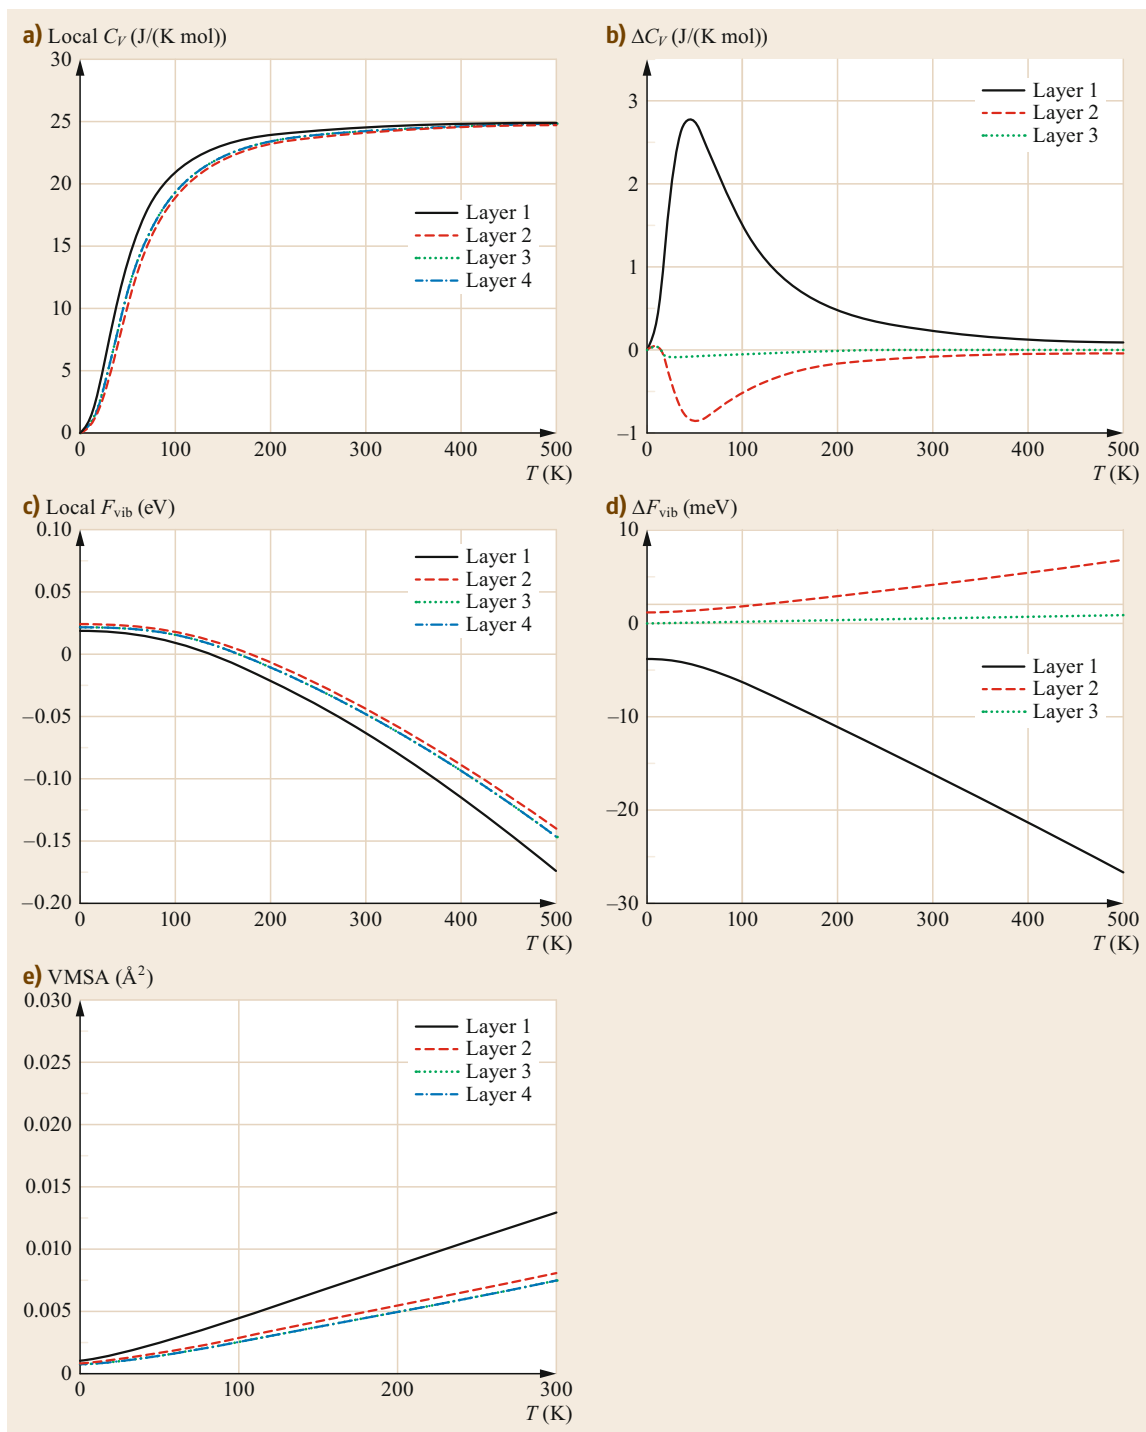 a) Local C_V (J/(K mol))
30
25
20
15
10
5
0
0 100 200 300 400 500
T (K)
Layer 1
Layer 2
Layer 3
Layer 4
b) ΔC_V (J/(K mol))
3
2
1
0
–1
0 100 200 300 400 500
T (K)
Layer 1
Layer 2
Layer 3
c) Local F_vib (eV)
0.10
0.05
0
–0.05
–0.10
–0.15
–0.20
0 100 200 300 400 500
T (K)
Layer 1
Layer 2
Layer 3
Layer 4
d) ΔF_vib (meV)
10
0
–10
–20
–30
0 100 200 300 400 500
T (K)
Layer 1
Layer 2
Layer 3
e) VMSA (Å²)
0.030
0.025
0.020
0.015
0.010
0.005
0
0 100 200 300
T (K)
Layer 1
Layer 2
Layer 3
Layer 4